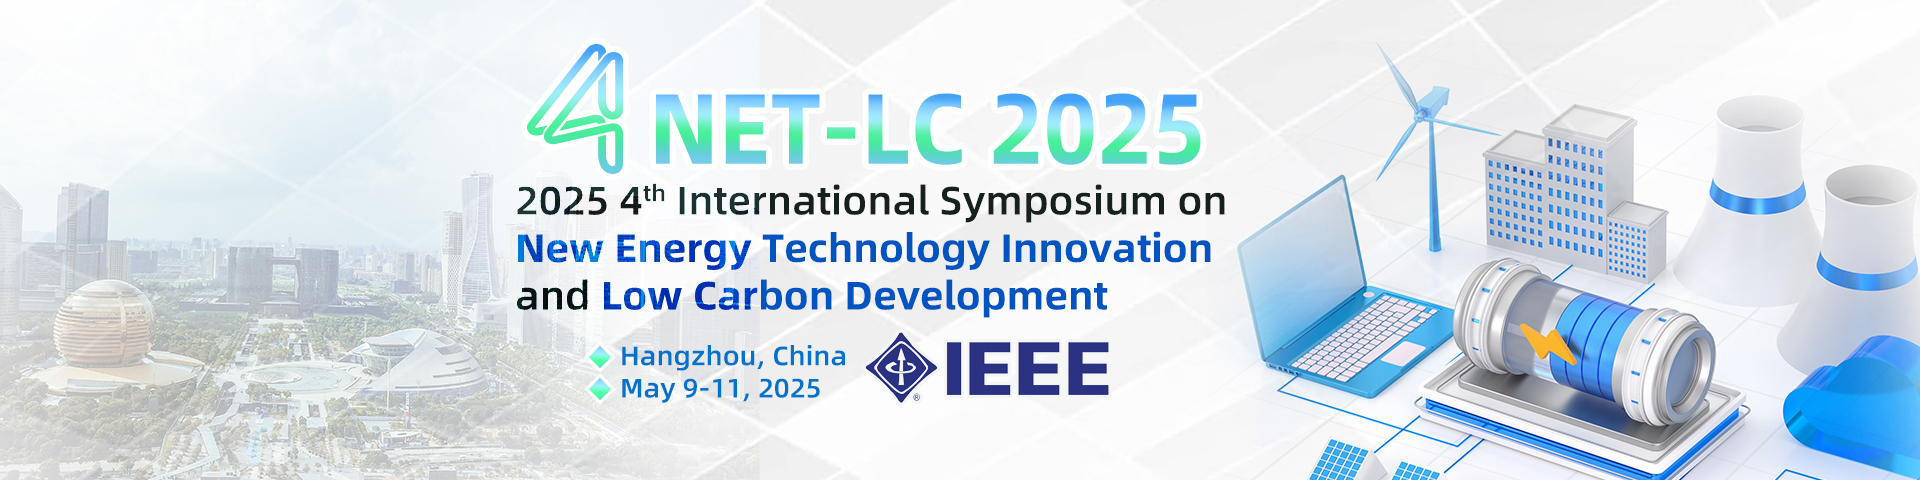 4
NET-LC 2025
2025 4th International Symposium on
New Energy Technology Innovation
and Low Carbon Development
Hangzhou, China
May 9-11, 2025
IEEE
®